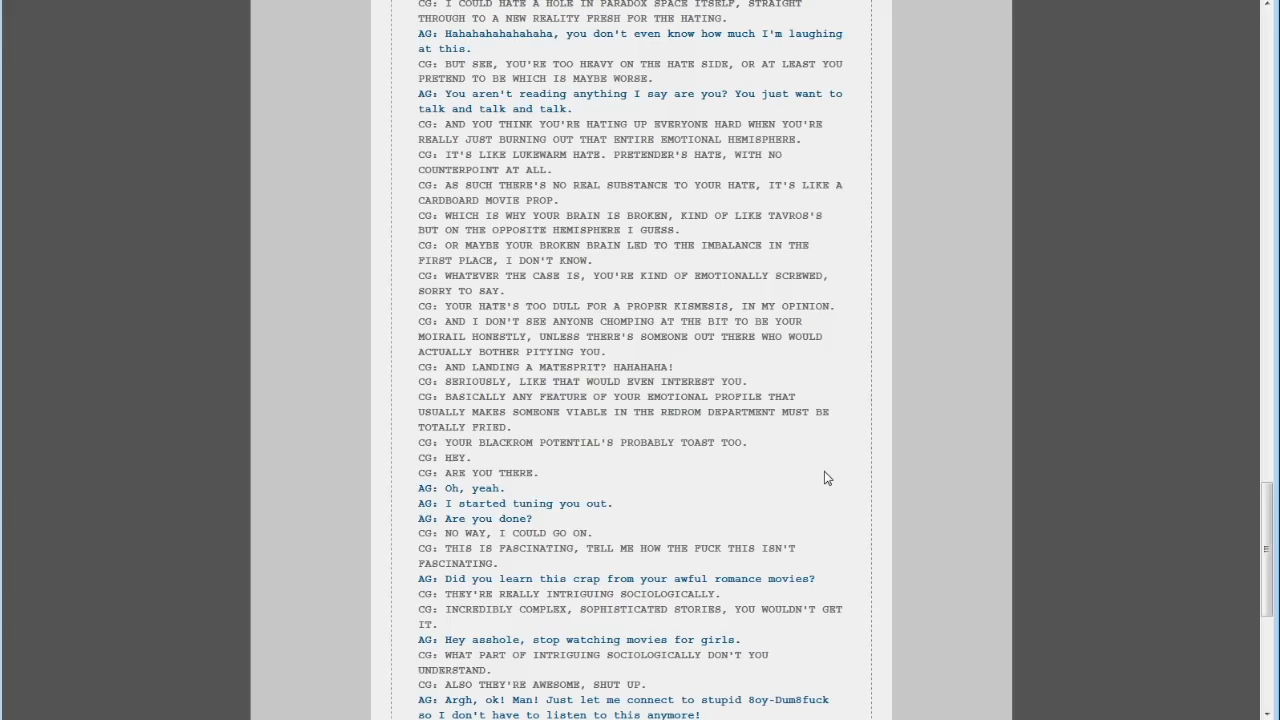 CG: I COULD HATE A HOLE IN PARADOX SPACE ITSELF, STRAIGHT
THROUGH TO A NEW REALITY FRESH FOR THE HATING.
AG: Hahahahahahahaha, you don't even know how much I'm laughing
at this.
CG: BUT SEE, YOU'RE TOO HEAVY ON THE HATE SIDE, OR AT LEAST YOU
PRETEND TO BE WHICH IS MAYBE WORSE.
AG: You aren't reading anything I say are you? You just want to
talk and talk and talk.
CG: AND YOU THINK YOU'RE HATING UP EVERYONE HARD WHEN YOU'RE
REALLY JUST BURNING OUT THAT ENTIRE EMOTIONAL HEMISPHERE.
CG: IT'S LIKE LUKEWARM HATE. PRETENDER'S HATE, WITH NO
COUNTERPOINT AT ALL.
CG: AS SUCH THERE'S NO REAL SUBSTANCE TO YOUR HATE, IT'S LIKE A
CARDBOARD MOVIE PROP.
CG: WHICH IS WHY YOUR BRAIN IS BROKEN, KIND OF LIKE TAVROS'S
BUT ON THE OPPOSITE HEMISPHERE I GUESS.
CG: OR MAYBE YOUR BROKEN BRAIN LED TO THE IMBALANCE IN THE
FIRST PLACE, I DON'T KNOW.
CG: WHATEVER THE CASE IS, YOU'RE KIND OF EMOTIONALLY SCREWED,
SORRY TO SAY.
CG: YOUR HATE'S TOO DULL FOR A PROPER KISMESIS, IN MY OPINION.
CG: AND I DON'T SEE ANYONE CHOMPING AT THE BIT TO BE YOUR
MOIRAIL HONESTLY, UNLESS THERE'S SOMEONE OUT THERE WHO WOULD
ACTUALLY BOTHER PITYING YOU.
CG: AND LANDING A MATESPRIT? HAHAHAHA!
CG: SERIOUSLY, LIKE THAT WOULD EVEN INTEREST YOU.
CG: BASICALLY ANY FEATURE OF YOUR EMOTIONAL PROFILE THAT
USUALLY MAKES SOMEONE VIABLE IN THE REDROM DEPARTMENT MUST BE
TOTALLY FRIED.
CG: YOUR BLACKROM POTENTIAL'S PROBABLY TOAST TOO.
CG: HEY.
CG: ARE YOU THERE.
AG: Oh, yeah.
AG: I started tuning you out.
AG: Are you done?
CG: NO WAY, I COULD GO ON.
CG: THIS IS FASCINATING, TELL ME HOW THE FUCK THIS ISN'T
FASCINATING.
AG: Did you learn this crap from your awful romance movies?
CG: THEY'RE REALLY INTRIGUING SOCIOLOGICALLY.
CG: INCREDIBLY COMPLEX, SOPHISTICATED STORIES, YOU WOULDN'T GET
IT.
AG: Hey asshole, stop watching movies for girls.
CG: WHAT PART OF INTRIGUING SOCIOLOGICALLY DON'T YOU
UNDERSTAND.
CG: ALSO THEY'RE AWESOME, SHUT UP.
AG: Argh, ok! Man! Just let me connect to stupid 8oy-Dum8fuck
so I don't have to listen to this anymore!